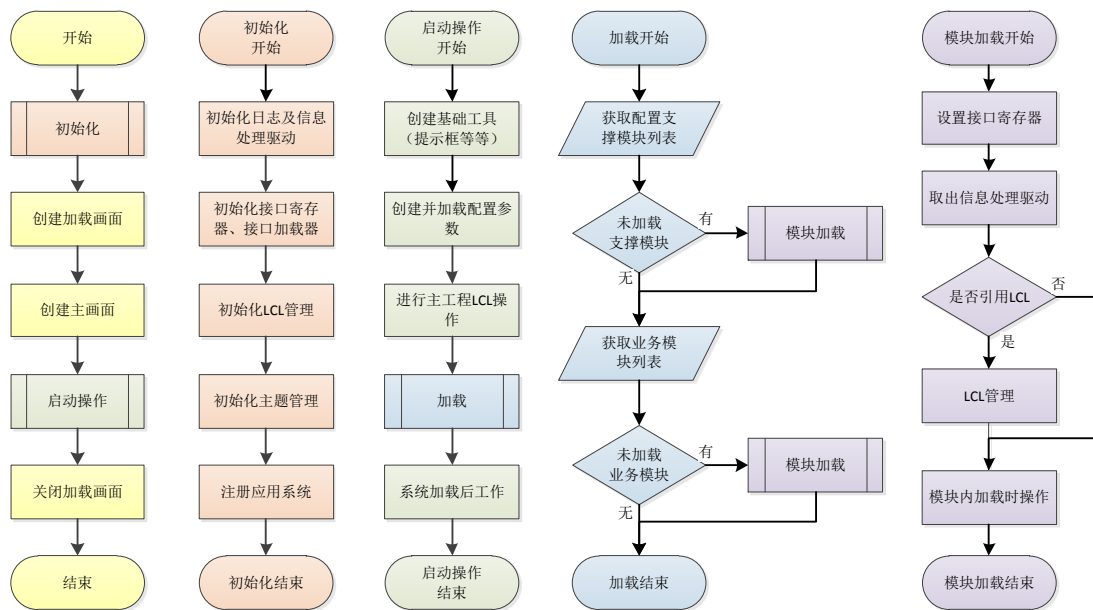 开始
初始化
创建加载画面
创建主画面
启动操作
关闭加载画面
结束
初始化
开始
初始化日志及信息
处理驱动
初始化接口寄存
器、接口加载器
初始化LCL管理
初始化主题管理
注册应用系统
初始化结束
启动操作
开始
创建基础工具
（提示框等等）
创建并加载配置参
数
进行主工程LCL操
作
加载
系统加载后工作
启动操作
结束
加载开始
获取配置支
撑模块列表
未加载
支撑模块
有
模块加载
无
获取业务模
块列表
未加载
业务模块
有
模块加载
无
加载结束
模块加载开始
设置接口寄存器
取出信息处理驱动
是否引用LCL
否
是
LCL管理
模块内加载时操作
模块加载结束